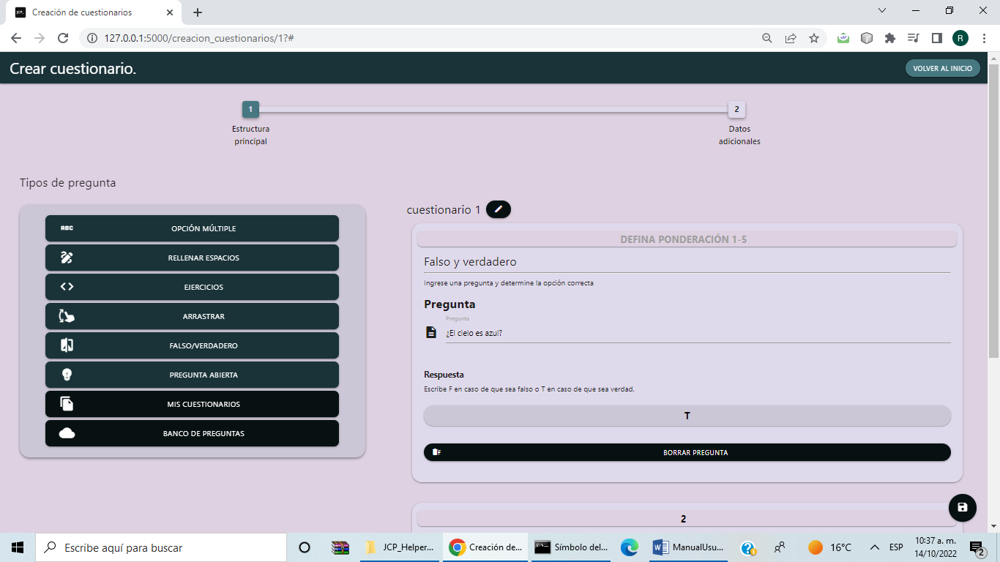 Creación de cuestionarios
127.0.0.1:5000/creacion_cuestionarios/1?#
R
Crear cuestionario.
VOLVER AL INICIO
1
2
Estructura
principal
Datos
adicionales
Tipos de pregunta
ABC OPCIÓN MÚLTIPLE
RELLENAR ESPACIOS
EJERCICIOS
ARRASTRAR
FALSO/VERDADERO
PREGUNTA ABIERTA
MIS CUESTIONARIOS
BANCO DE PREGUNTAS
cuestionario 1
DEFINA PONDERACIÓN 1-5
Falso y verdadero
Ingrese una pregunta y determine la opción correcta
Pregunta
Pregunta
¿El cielo es azul?
Respuesta
Escribe F en caso de que sea falso o T en caso de que sea verdad.
T
BORRAR PREGUNTA
2
Escribe aquí para buscar
JCP_Helper...
Creación de...
Símbolo del...
ManualUsu...
16°C
ESP
10:37 a. m.
14/10/2022
2